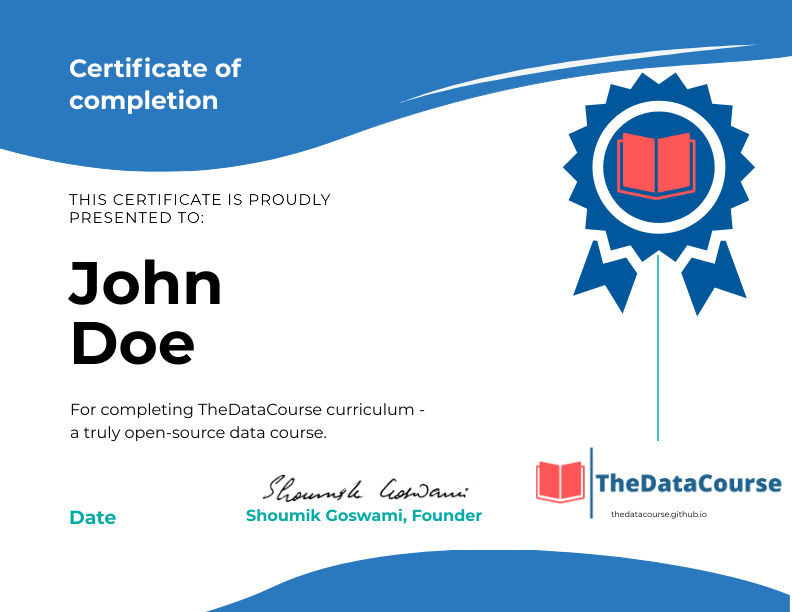 Certificate of
completion
THIS CERTIFICATE IS PROUDLY
PRESENTED TO:
John
Doe
For completing TheDataCourse curriculum -
a truly open-source data course.
Shoumik Goswami
Date
Shoumik Goswami, Founder
TheDataCourse
thedatacourse.github.io